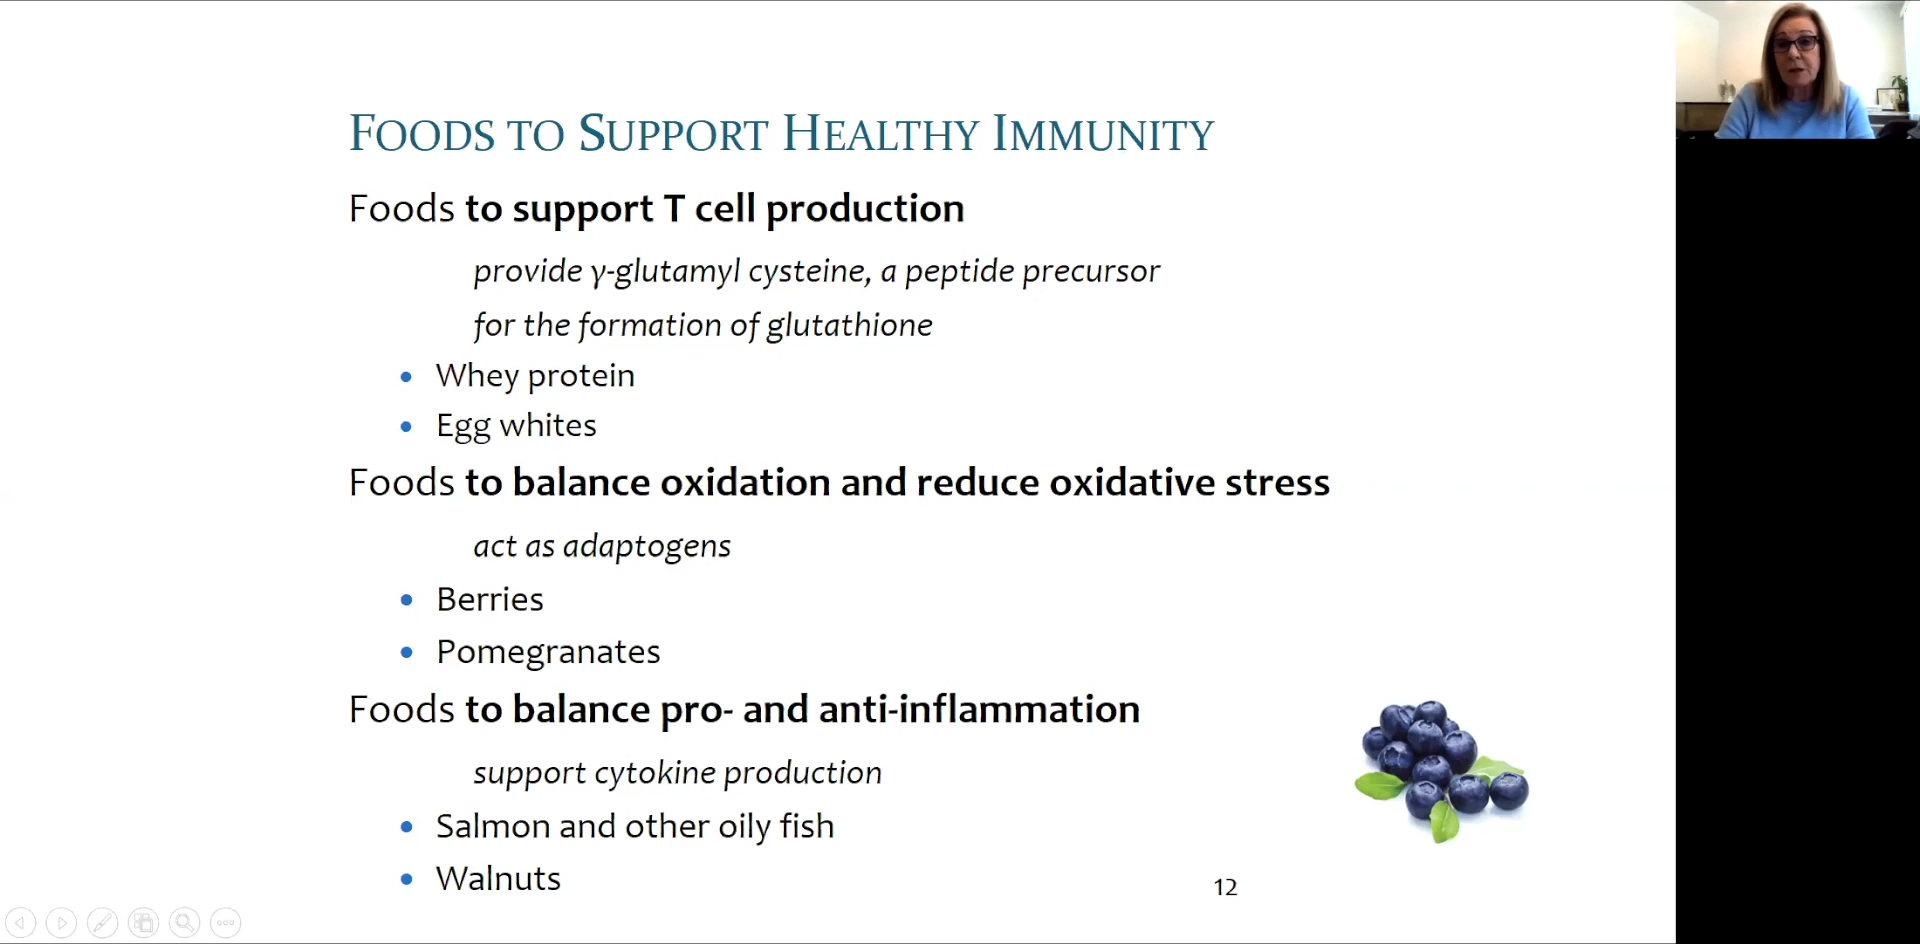 FOODS TO SUPPORT HEALTHY IMMUNITY
Foods to support T cell production
provide γ-glutamyl cysteine, a peptide precursor
for the formation of glutathione
• Whey protein
• Egg whites
Foods to balance oxidation and reduce oxidative stress
act as adaptogens
• Berries
• Pomegranates
Foods to balance pro- and anti-inflammation
support cytokine production
• Salmon and other oily fish
• Walnuts
12